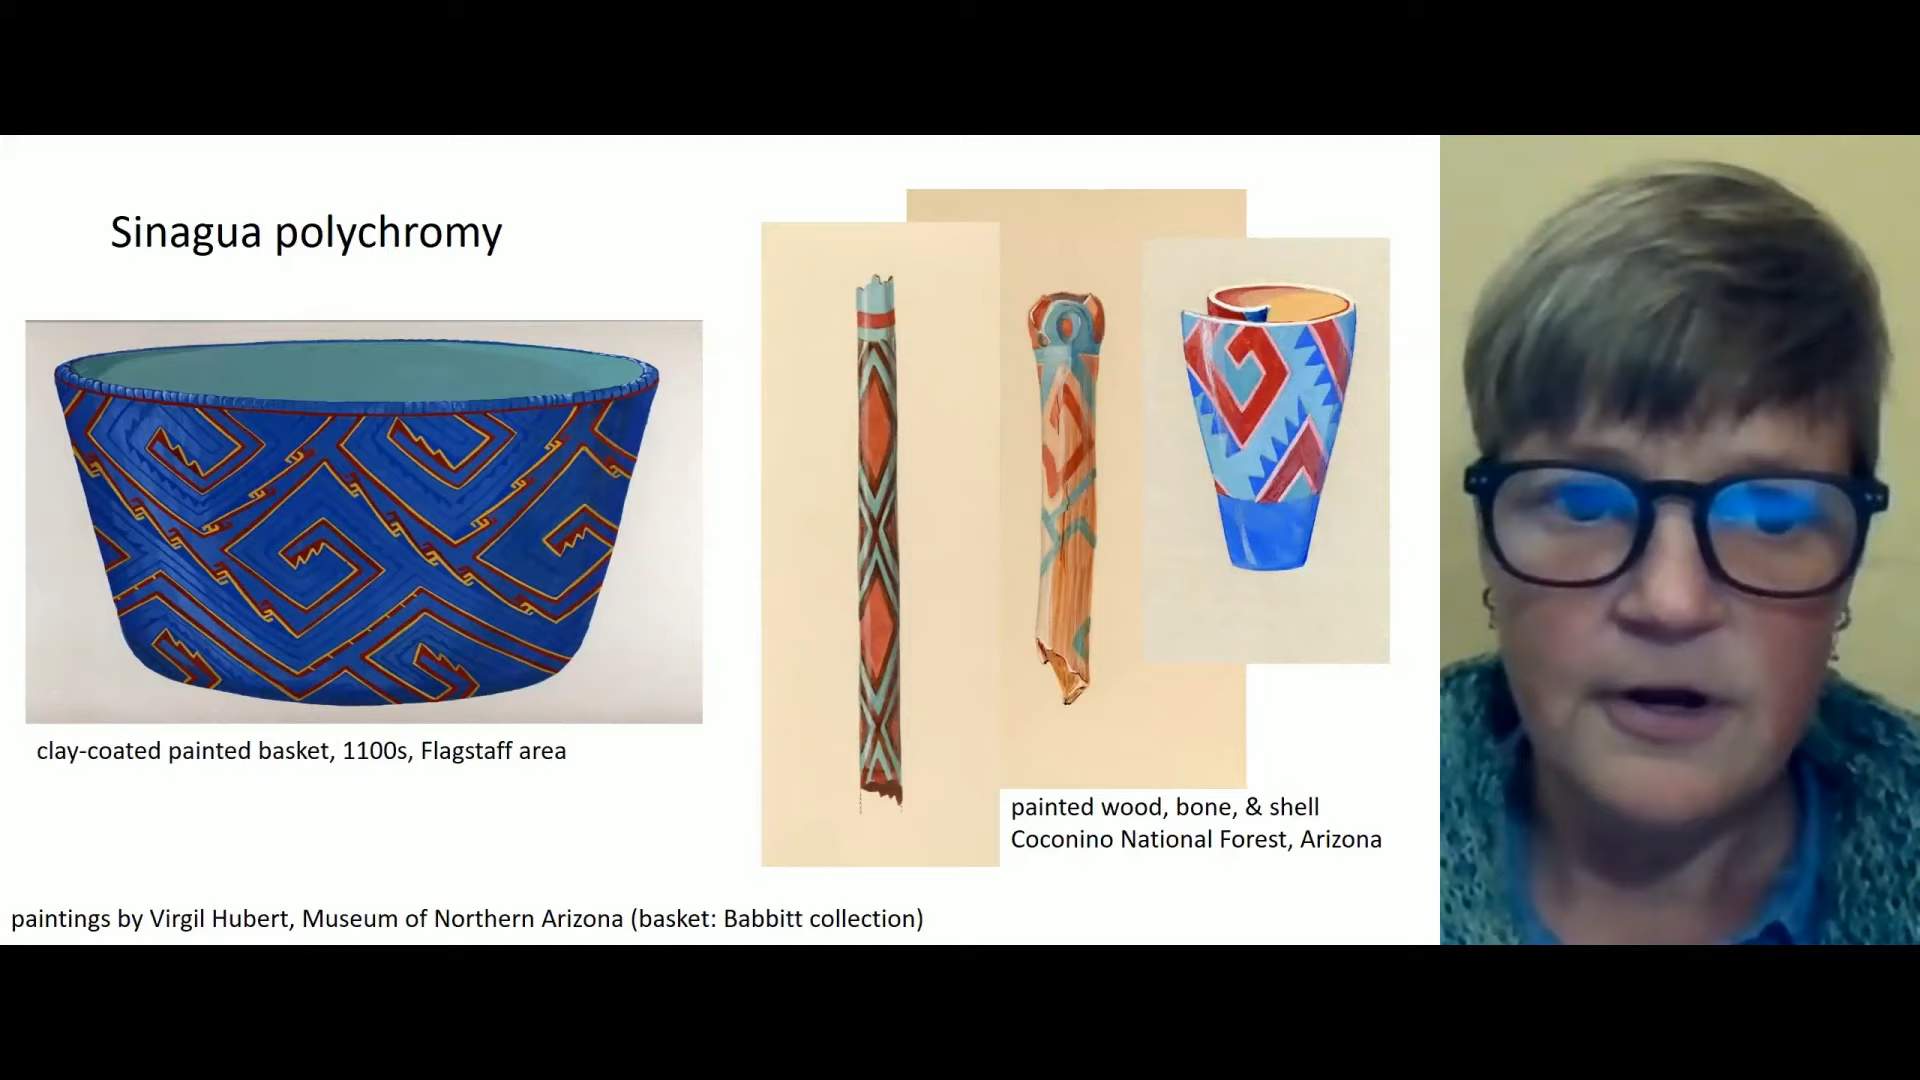 Sinagua polychromy
clay-coated painted basket, 1100s, Flagstaff area
painted wood, bone, & shell
Coconino National Forest, Arizona
paintings by Virgil Hubert, Museum of Northern Arizona (basket: Babbitt collection)